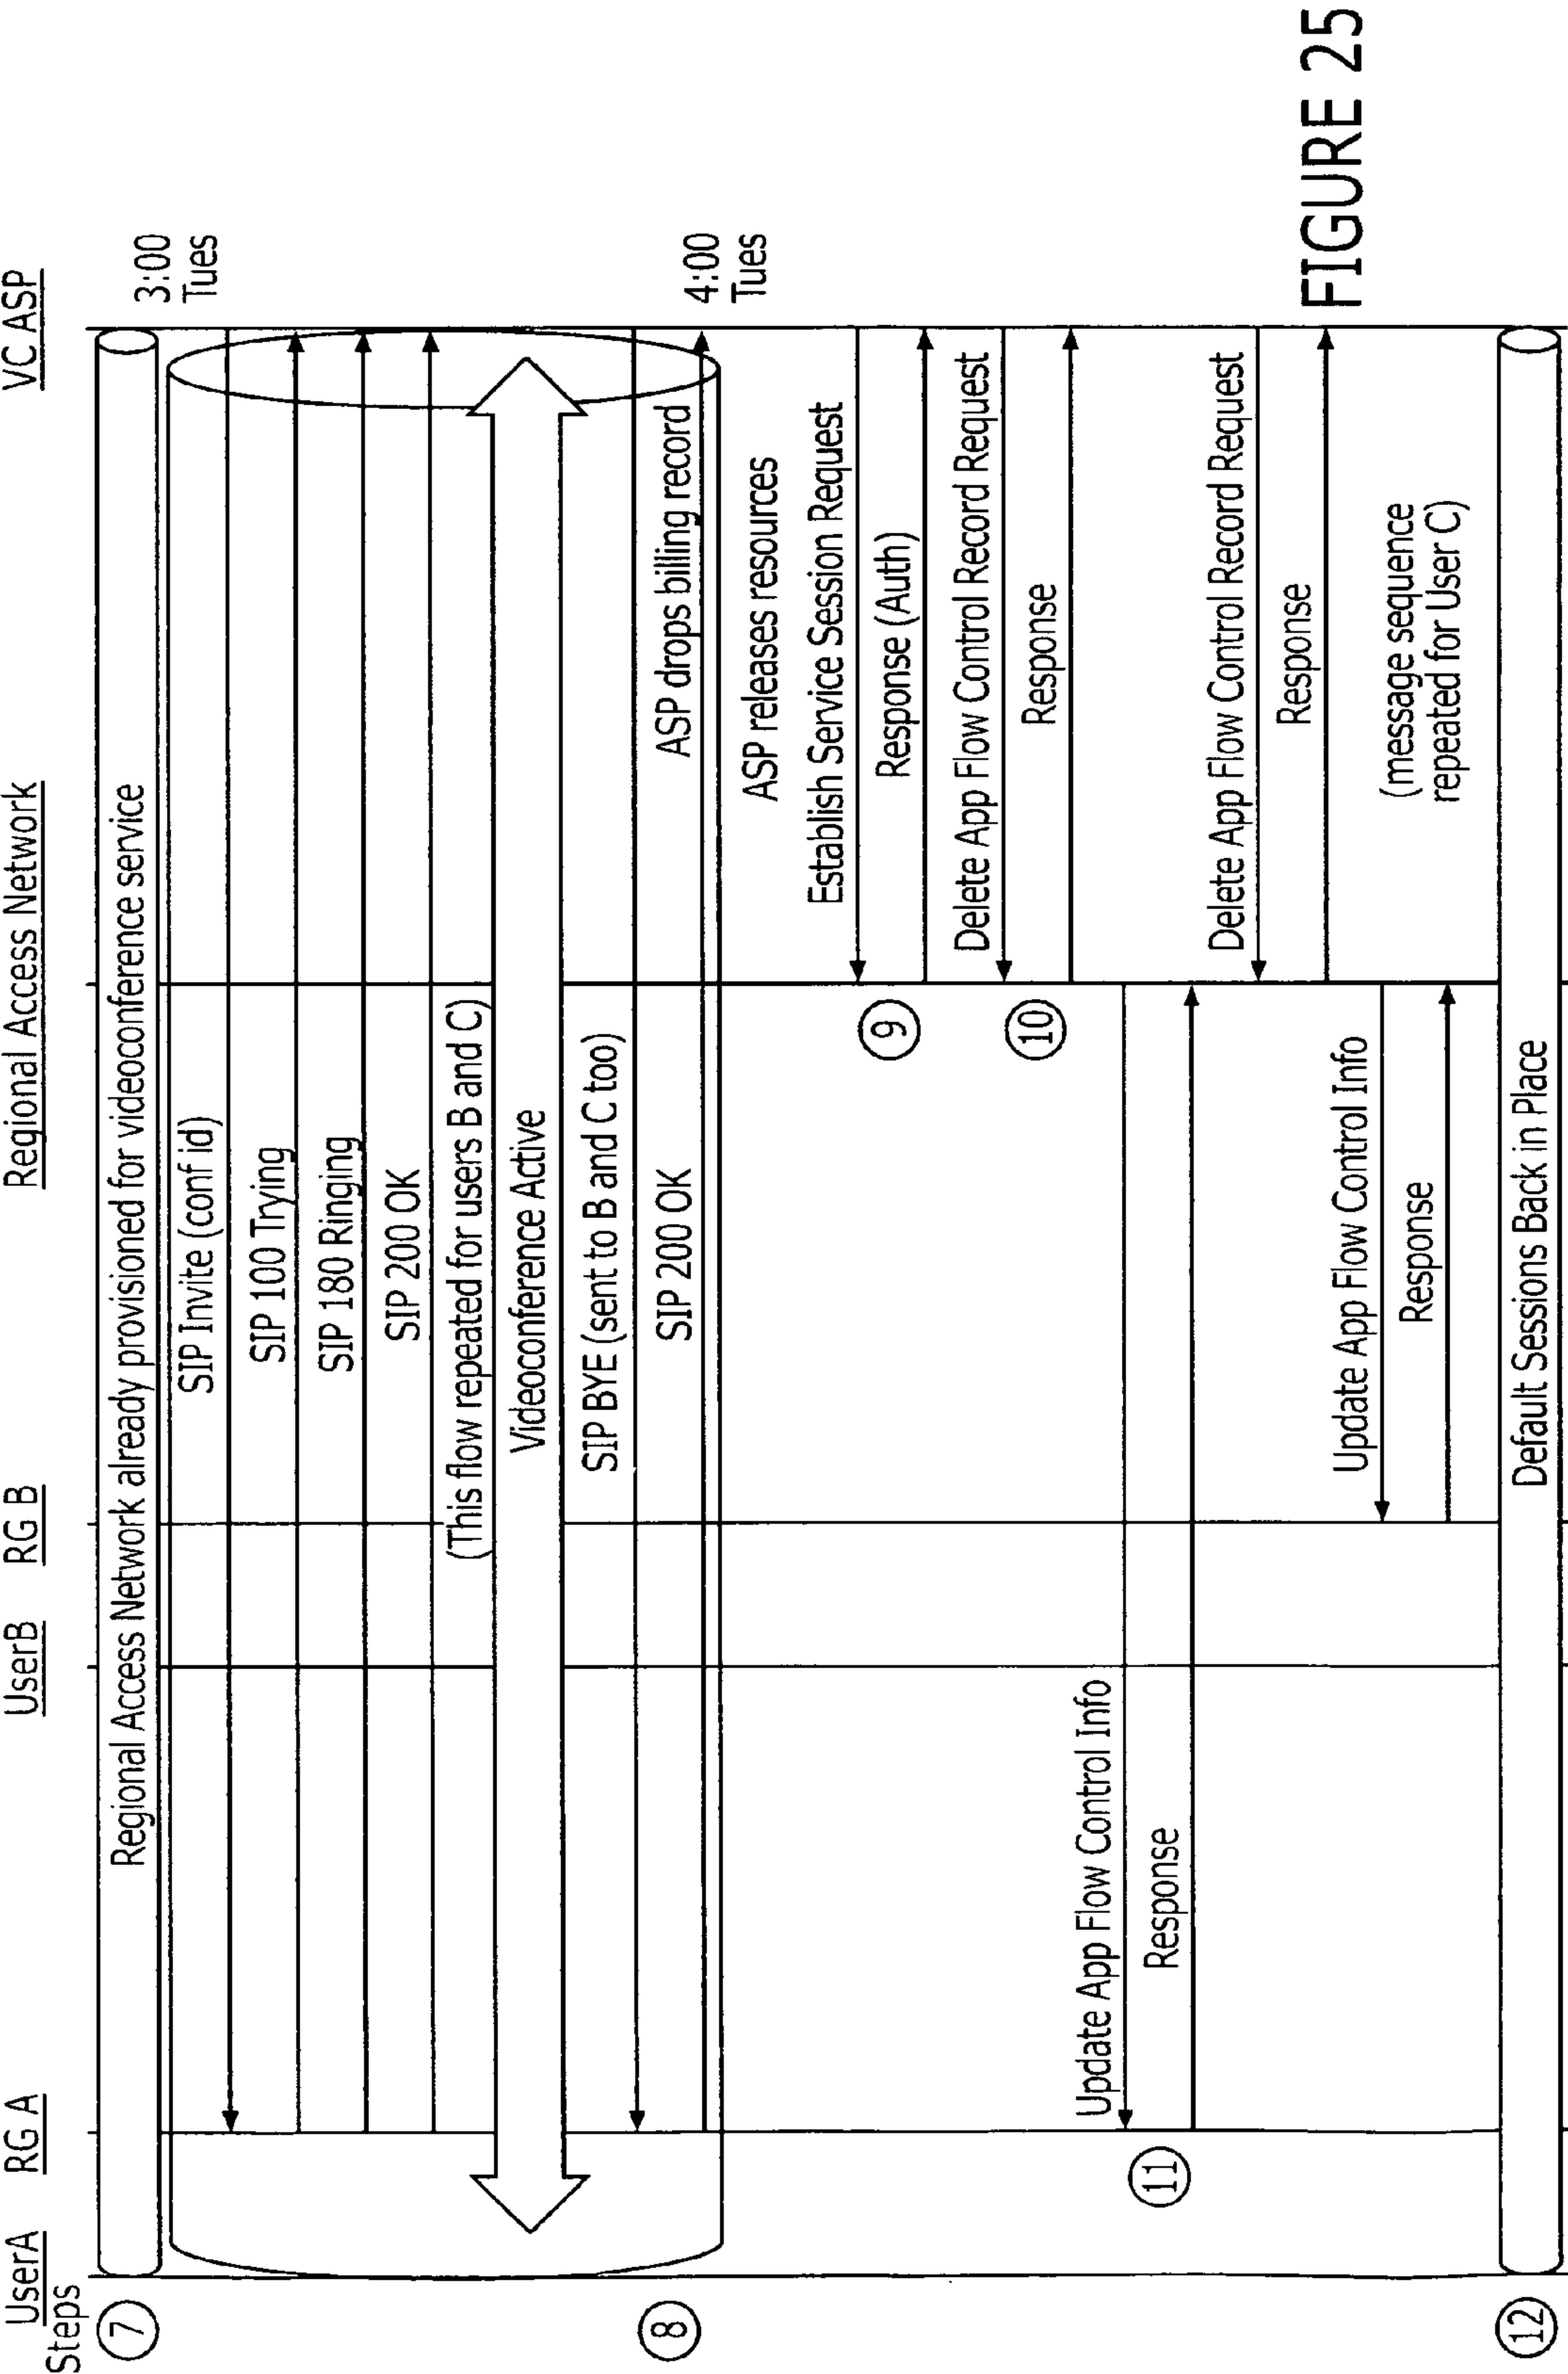 UserA RG A UserB RG B Regional Access Network VC ASP
Steps
7
Regional Access Network already provisioned for videoconference service
3:00
Tues
SIP Invite (conf id)
SIP 100 Trying
SIP 180 Ringing
SIP 200 OK
(This flow repeated for users B and C)
Videoconference Active
SIP BYE (sent to B and C too)
8
SIP 200 OK
ASP drops billing record
4:00
Tues
ASP releases resources
Establish Service Session Request
9
Response (Auth)
Delete App Flow Control Record Request
10
Response
Update App Flow Control Info
11
Response
Delete App Flow Control Record Request
Response
Update App Flow Control Info
Response
(message sequence
repeated for User C)
12
Default Sessions Back in Place
FIGURE 25